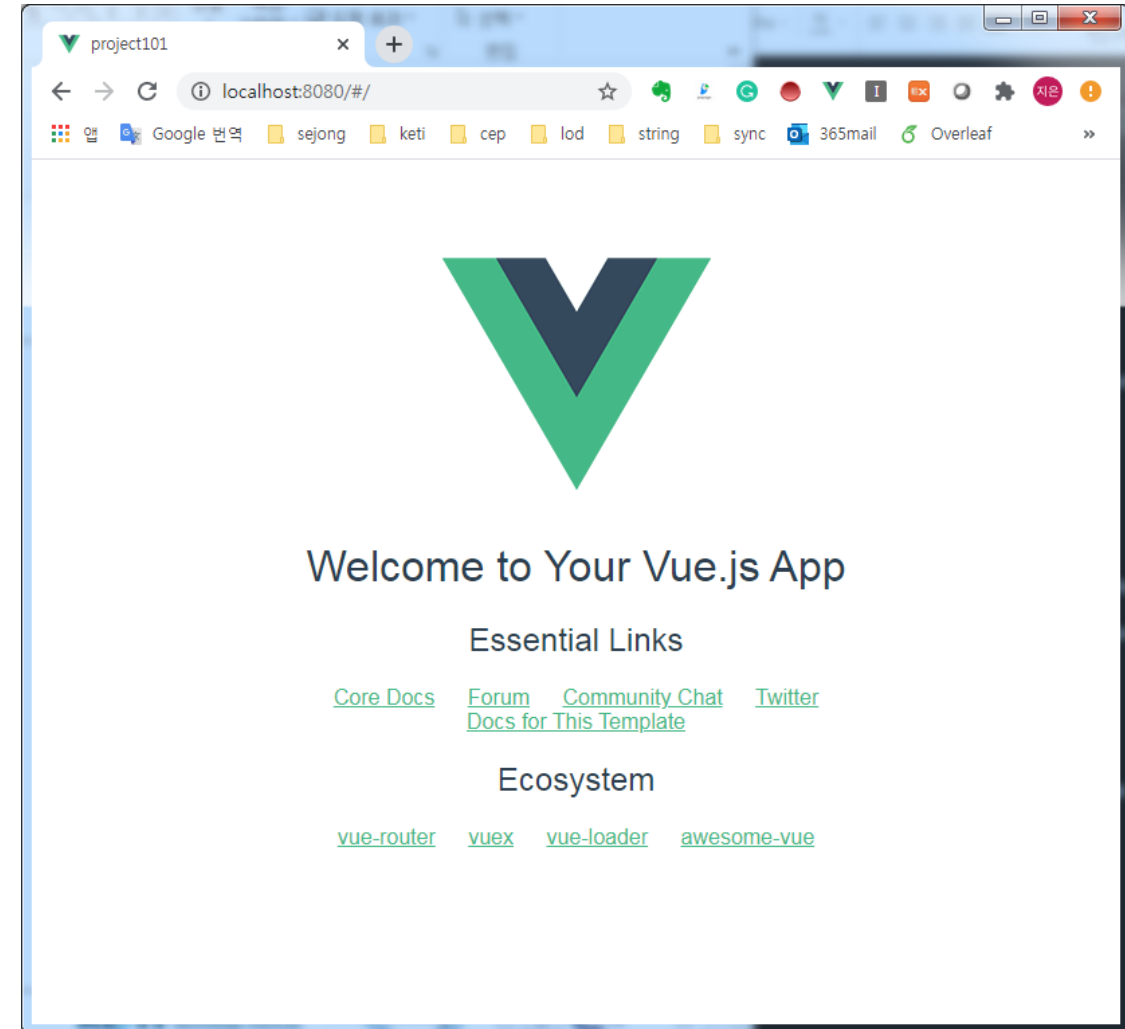 project101
localhost:8080/#/
지은
앱 Google 번역 sejong keti cep lod string sync 365mail Overleaf »
Welcome to Your Vue.js App
Essential Links
Core Docs Forum Community Chat Twitter
Docs for This Template
Ecosystem
vue-router vuex vue-loader awesome-vue